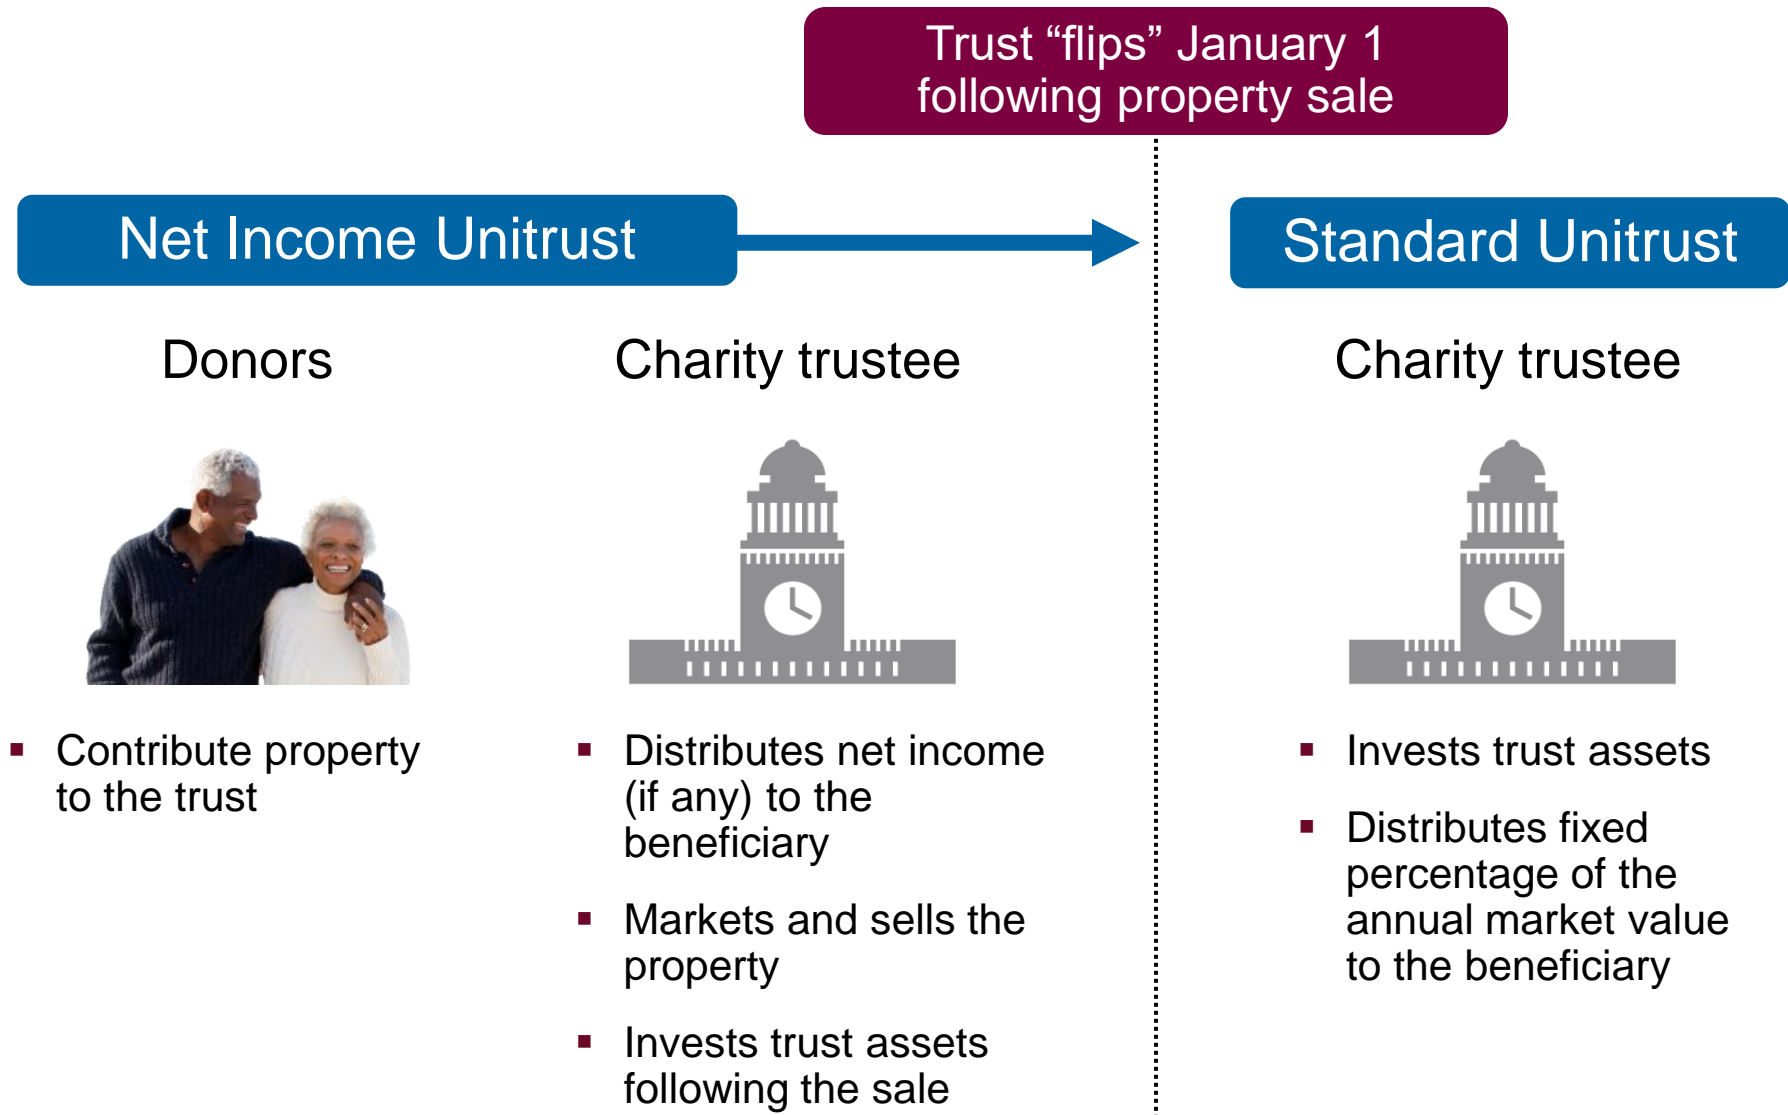 Trust “flips” January 1
following property sale
Net Income Unitrust
Standard Unitrust
Donors
Charity trustee
Charity trustee
▪ Contribute property
to the trust
▪ Distributes net income
(if any) to the
beneficiary
▪ Markets and sells the
property
▪ Invests trust assets
following the sale
▪ Invests trust assets
▪ Distributes fixed
percentage of the
annual market value
to the beneficiary